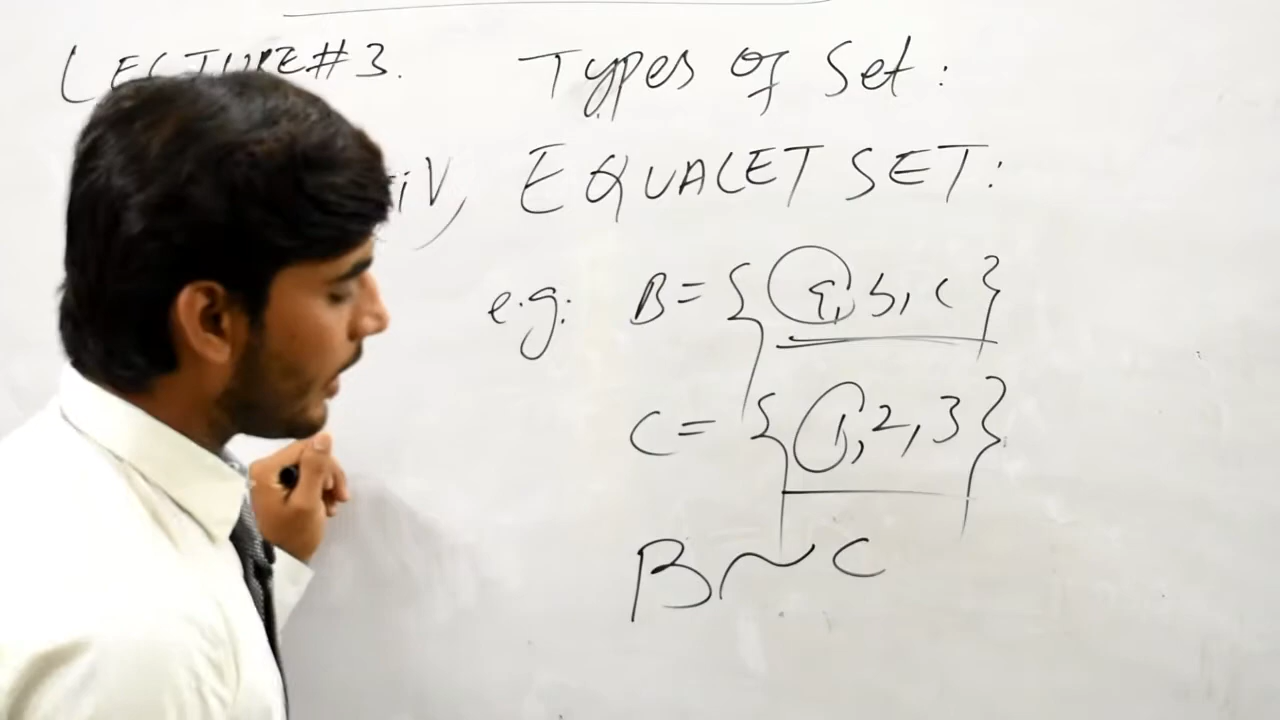 LECTURE#3. Types of Set:
iv) EQUALET SET:
e.g: B={a,b,c}
C={1,2,3}
B~C